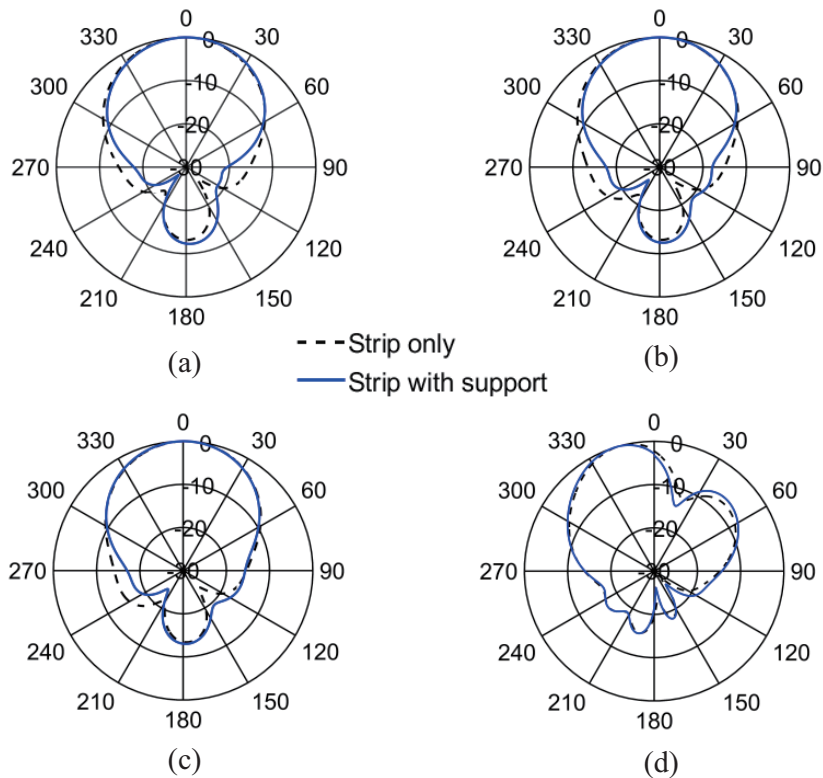 0 0
330 0 30 330 0 30
300 -10 60 300 -10 60
-20 -20
270 -30 90 270 -30 90
240 120 240 120
210 150 210 150
180 180
(a) (b)
Strip only
Strip with support
0 0
330 0 30 330 0 30
300 -10 60 300 -10 60
-20 -20
270 -30 90 270 -30 90
240 120 240 120
210 150 210 150
180 180
(c) (d)